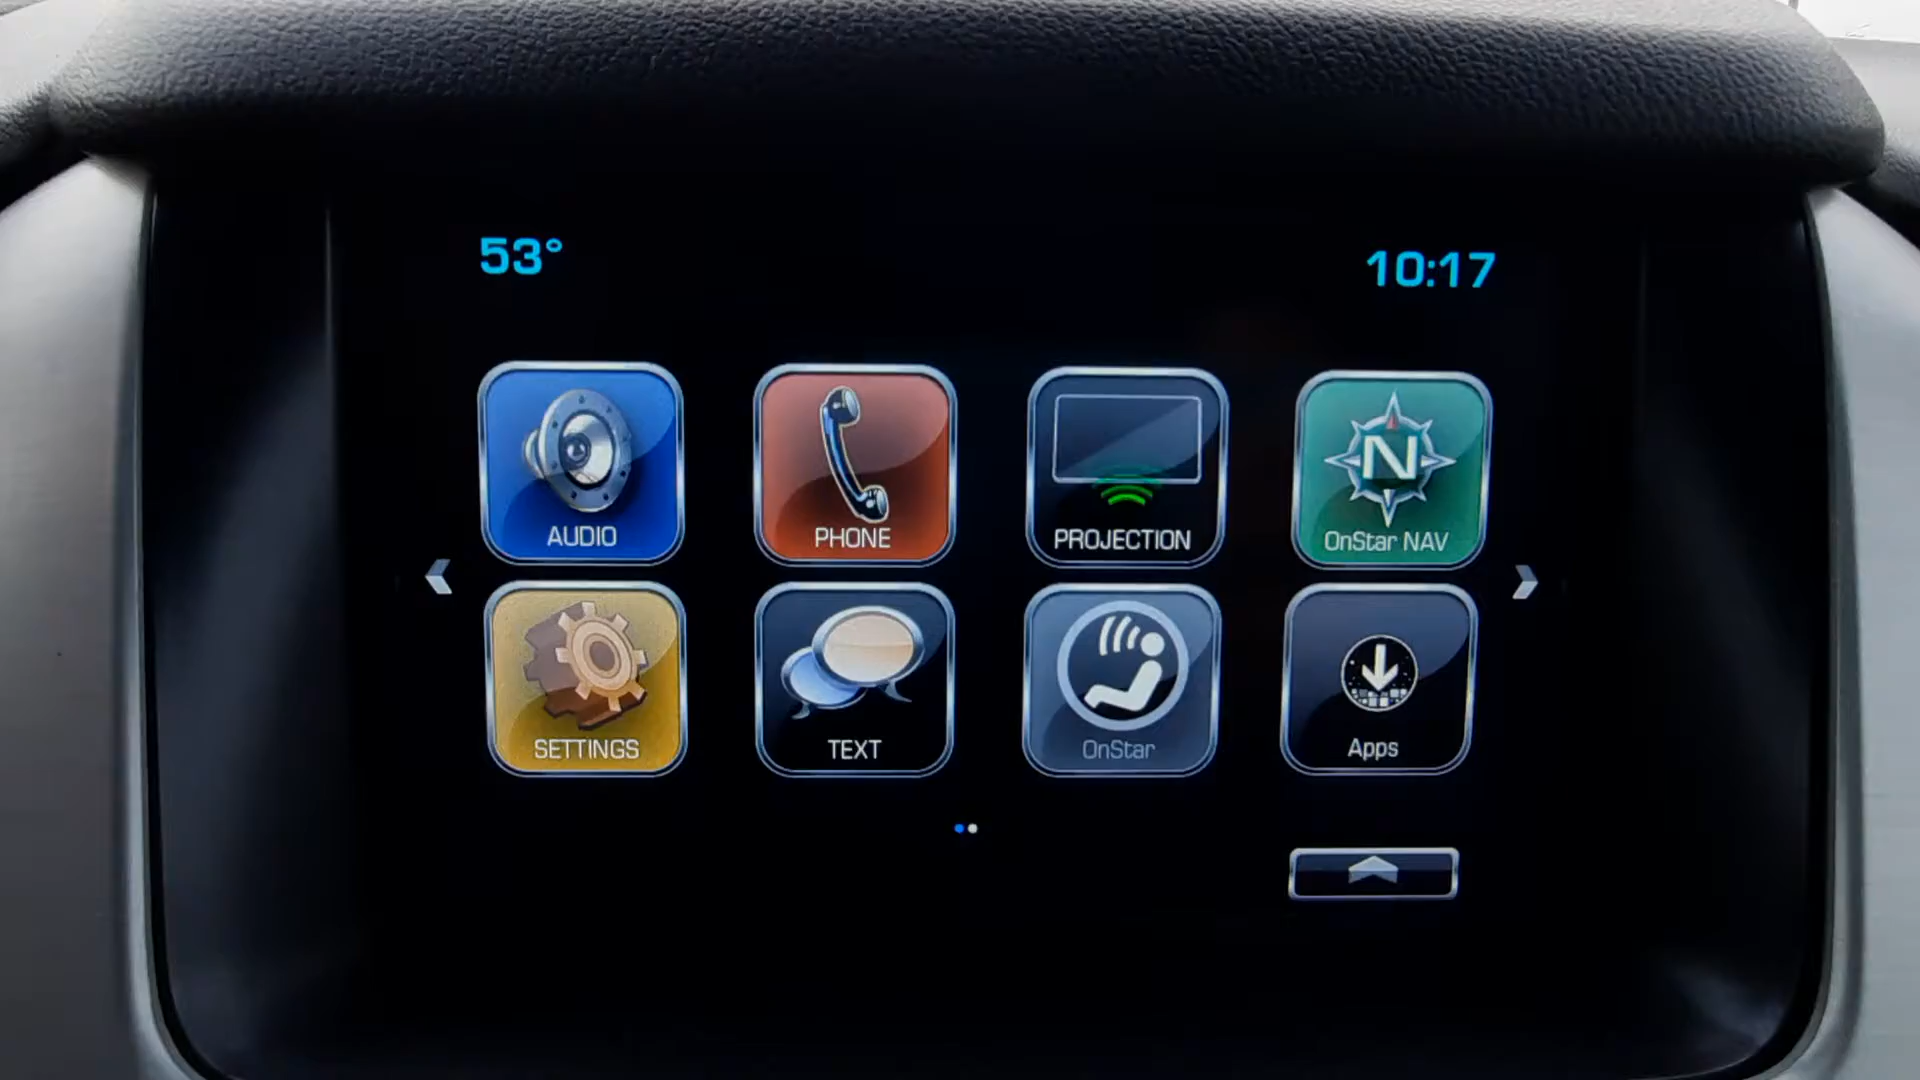 53°
10:17
AUDIO
PHONE
PROJECTION
N
OnStar NAV
SETTINGS
TEXT
OnStar
Apps